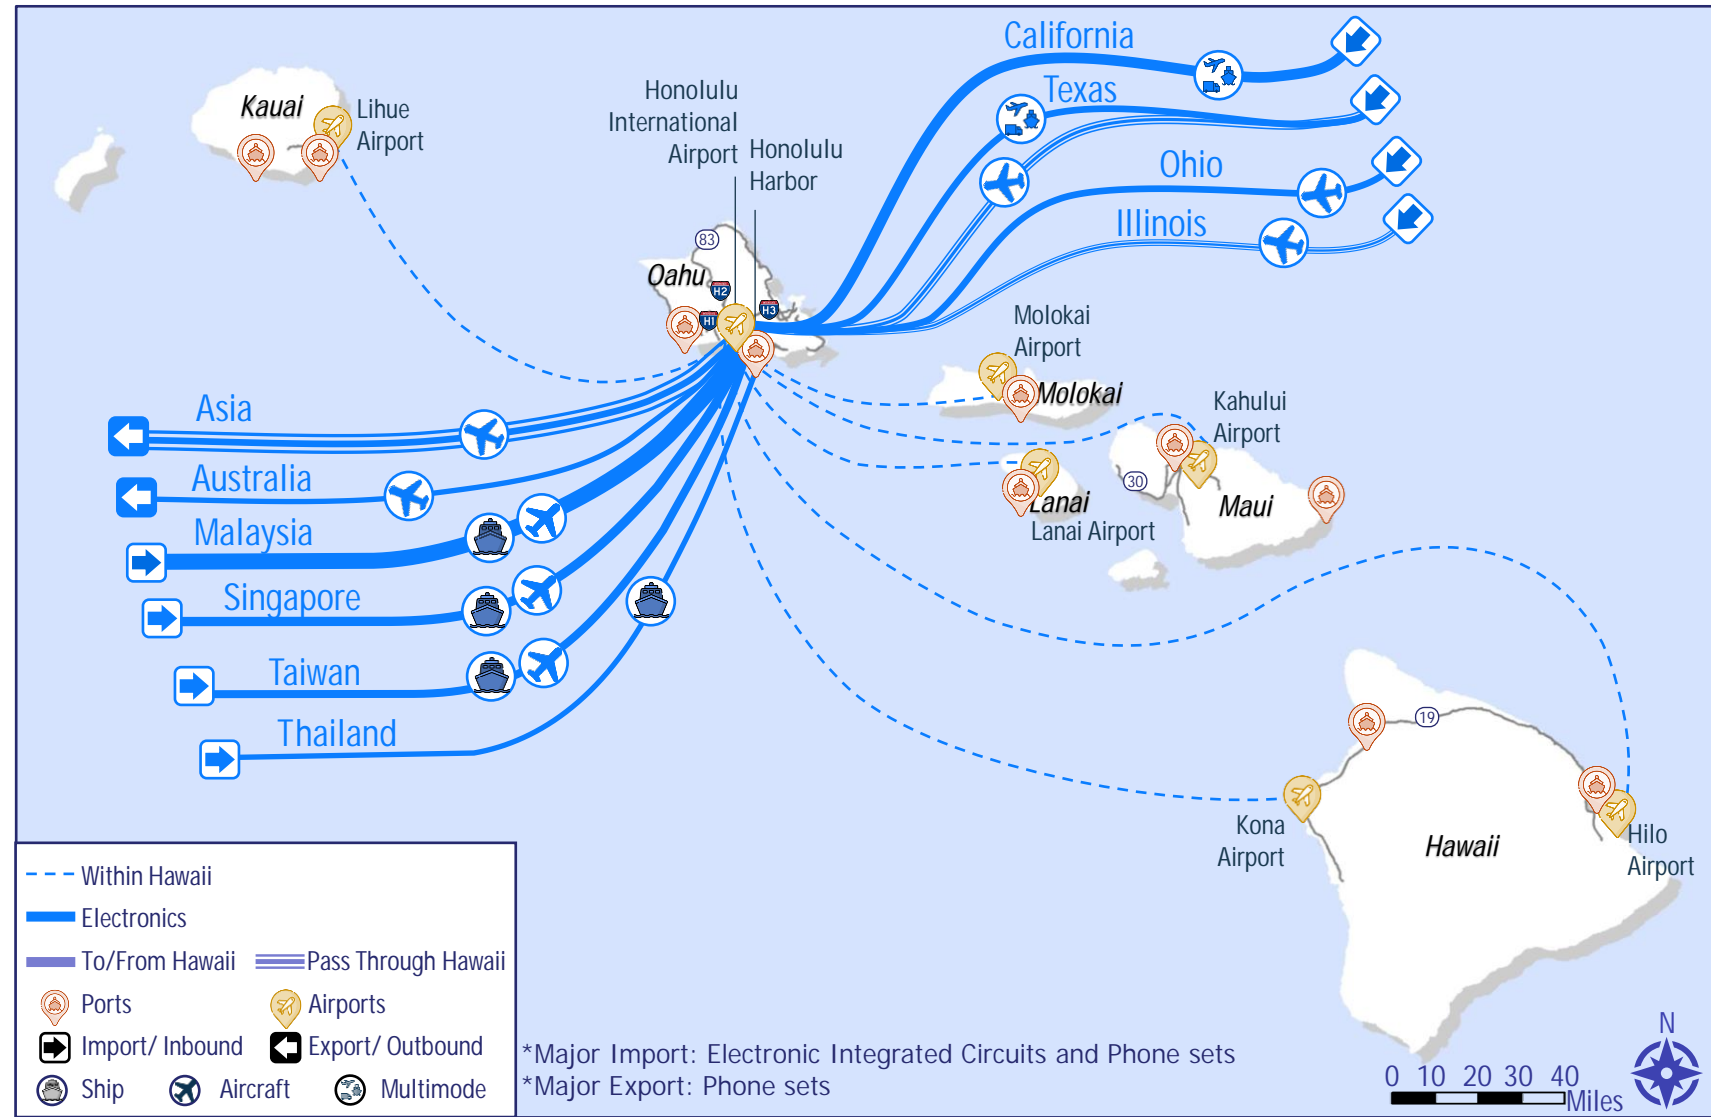 California
Texas
Ohio
Illinois
Kauai
Lihue
Airport
Honolulu
International
Airport
Honolulu
Harbor
83
Oahu
H2
H1
H3
Molokai
Airport
Molokai
Kahului
Airport
30
Maui
Lanai
Lanai Airport
Asia
Australia
Malaysia
Singapore
Taiwan
Thailand
19
Kona
Airport
Hawaii
Hilo
Airport
Within Hawaii
Electronics
To/From Hawaii
Pass Through Hawaii
Ports
Airports
Import/ Inbound
Export/ Outbound
Ship
Aircraft
Multimode
*Major Import: Electronic Integrated Circuits and Phone sets
*Major Export: Phone sets
N
0 10 20 30 40
Miles